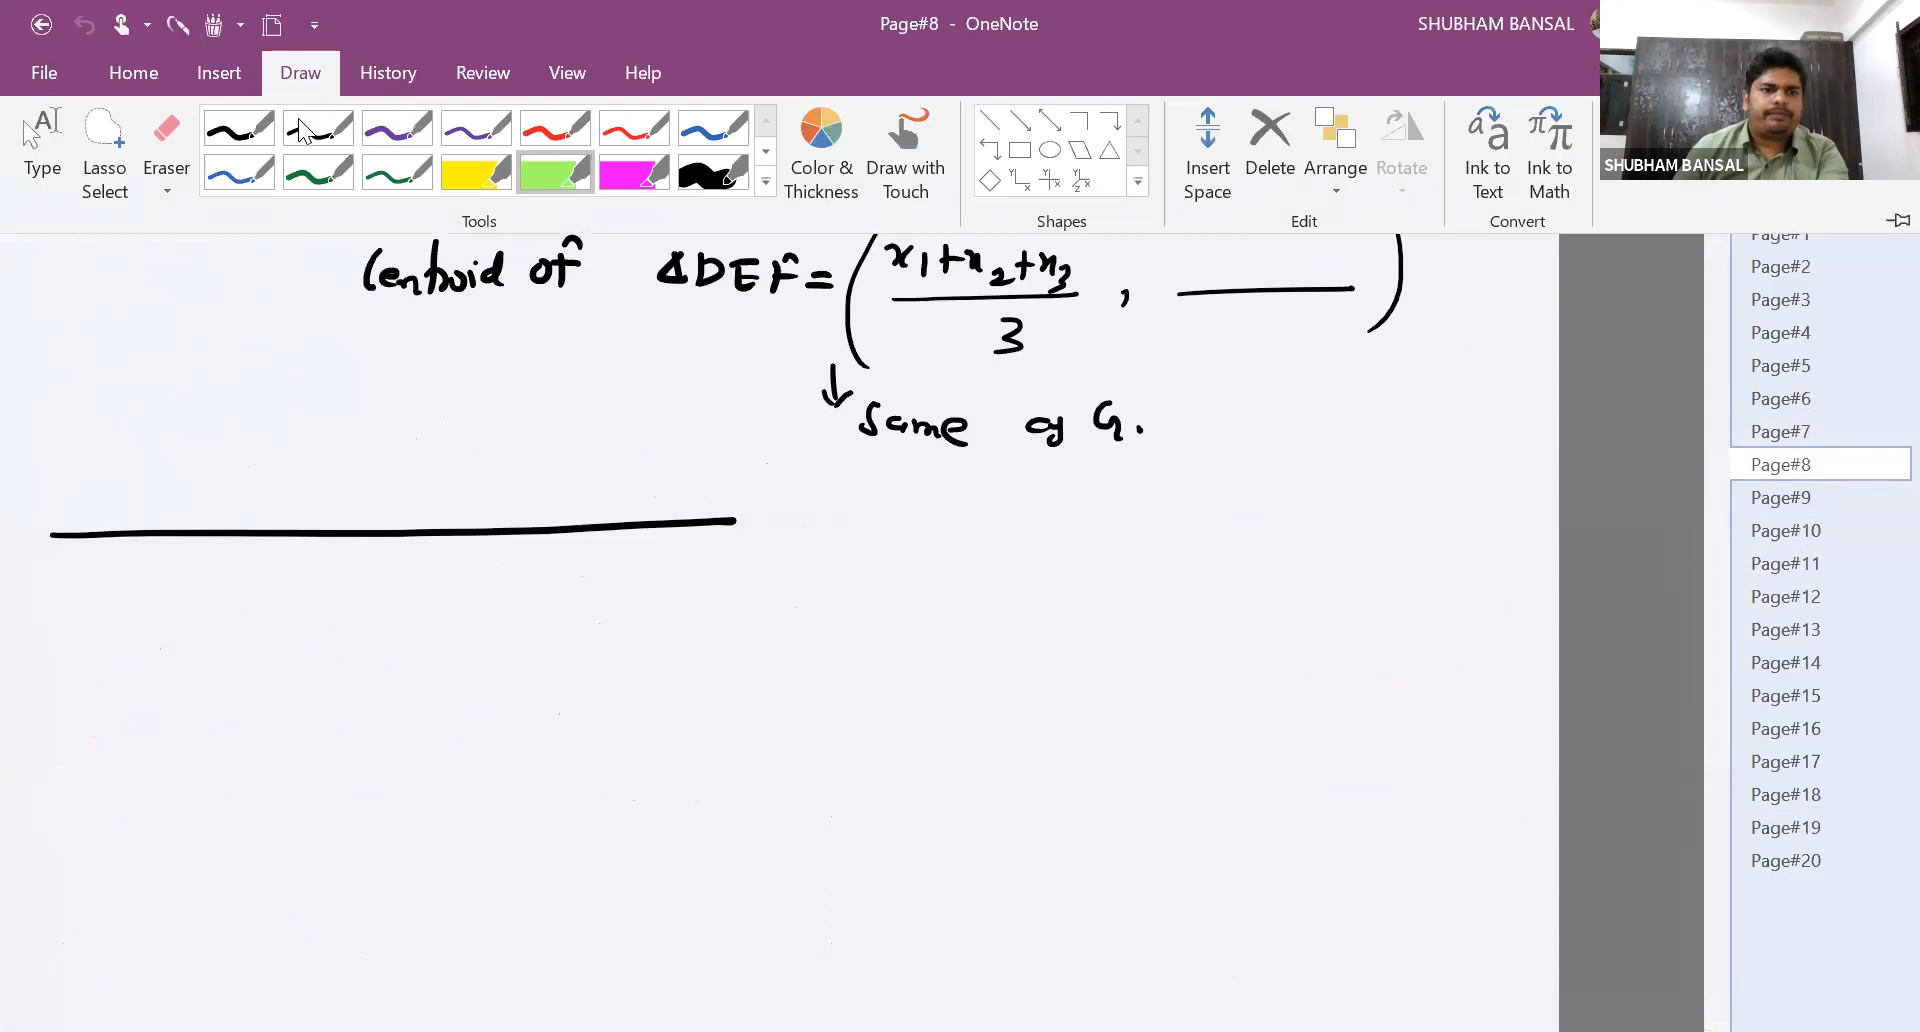 Page#8 - OneNote
SHUBHAM BANSAL
File Home Insert Draw History Review View Help
Type
Lasso Select
Eraser
Color & Thickness
Draw with Touch
Insert Space
Delete
Arrange
Rotate
Ink to Text
Ink to Math
SHUBHAM BANSAL
Tools
Shapes
Edit
Convert
Centroid of ΔDEF = ( x1+x2+x3 / 3 , ——— )
↓ Same as G.
Page#1
Page#2
Page#3
Page#4
Page#5
Page#6
Page#7
Page#8
Page#9
Page#10
Page#11
Page#12
Page#13
Page#14
Page#15
Page#16
Page#17
Page#18
Page#19
Page#20